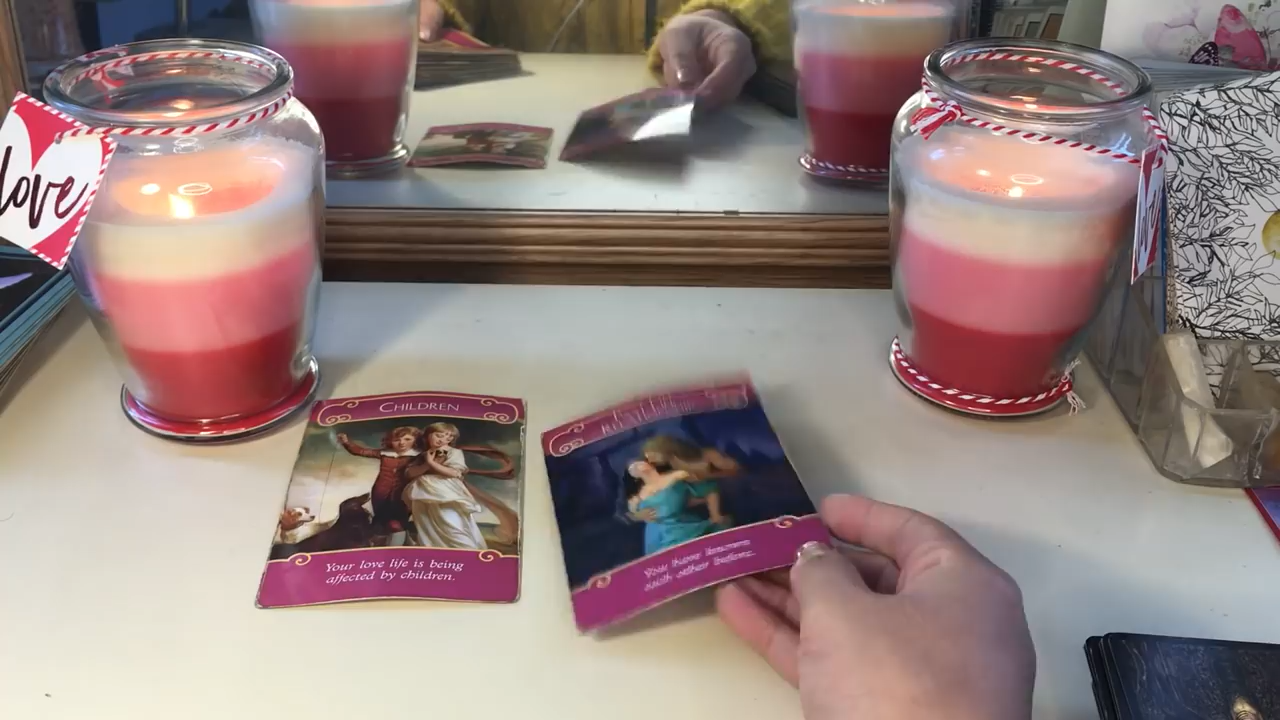 love
CHILDREN
Your love life is being
affected by children.
You have known
each other before.